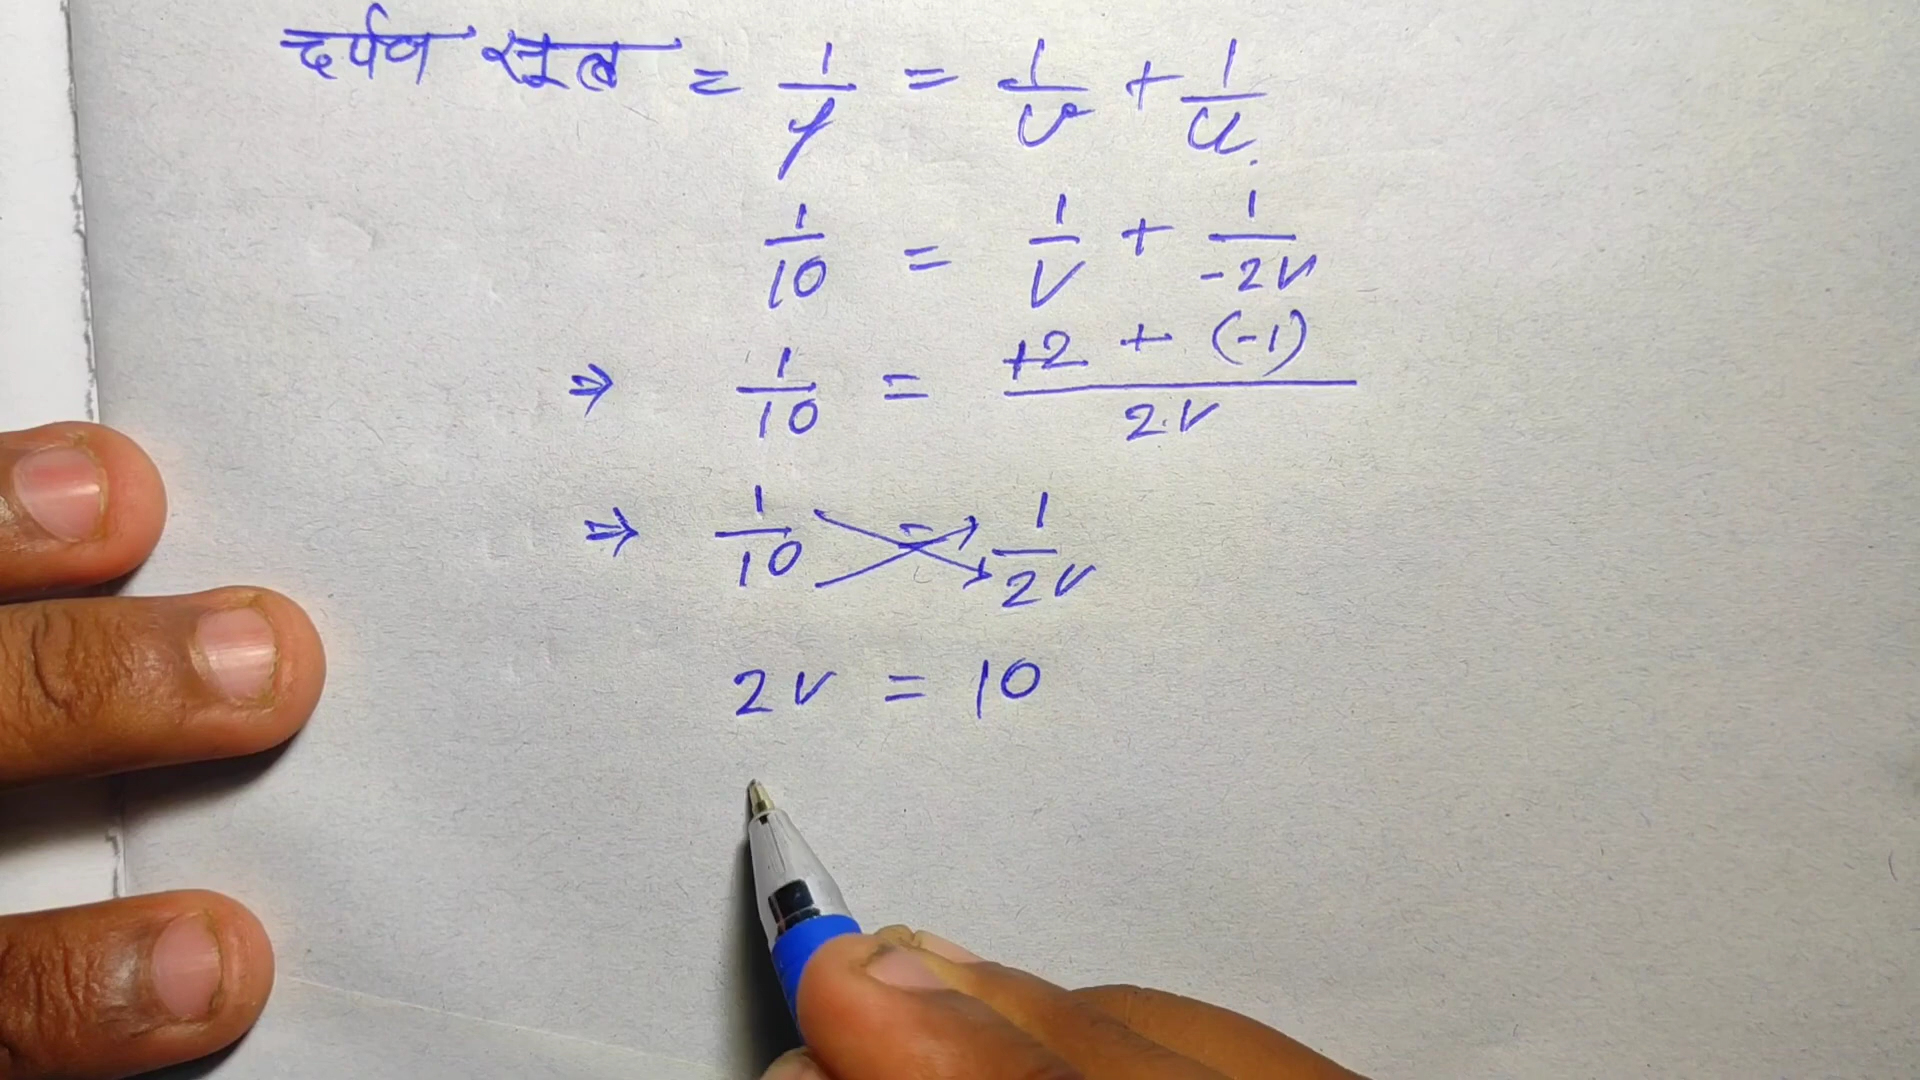 दर्पण सूत्र = 1/f = 1/v + 1/u.
1/10 = 1/v + 1/-2v
⇒ 1/10 = +2 + (-1)/2.v
⇒ 1/10 = 1/2v
2v = 10